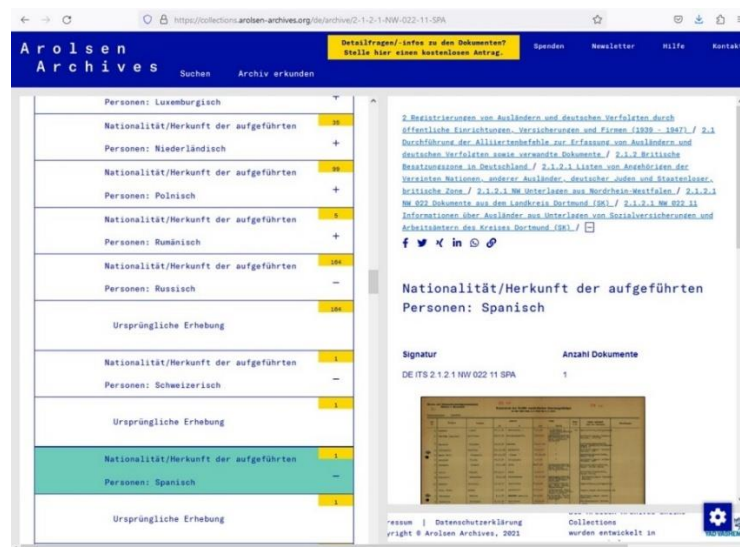 https://collections.arolsen-archives.org/de/archive/2-1-2-1-NW-022-11-SPA
Arolsen
Archives
Suchen
Archiv erkunden
Detailfragen/-infos zu den Dokumenten?
Stelle hier einen kostenlosen Antrag.
Spenden
Newsletter
Hilfe
Kontakt
Personen: Luxemburgisch
+
Nationalität/Herkunft der aufgeführten
Personen: Niederländisch
+
Nationalität/Herkunft der aufgeführten
Personen: Polnisch
+
Nationalität/Herkunft der aufgeführten
5
Personen: Rumänisch
+
Nationalität/Herkunft der aufgeführten
184
Personen: Russisch
−
184
Ursprüngliche Erhebung
Nationalität/Herkunft der aufgeführten
1
Personen: Schweizerisch
−
1
Ursprüngliche Erhebung
Nationalität/Herkunft der aufgeführten
1
Personen: Spanisch
−
1
Ursprüngliche Erhebung
2 Registrierungen von Ausländern und deutschen Verfolgten durch
öffentliche Einrichtungen, Versicherungen und Firmen (1939 - 1947) / 2.1
Durchführung der Alliiertenbefehle zur Erfassung von Ausländern und
deutschen Verfolgten sowie verwandte Dokumente / 2.1.2 Britische
Besatzungszone in Deutschland / 2.1.2.1 Listen von Angehörigen der
Vereinten Nationen, anderer Ausländer, deutscher Juden und Staatenloser,
britische Zone / 2.1.2.1 NW Unterlagen aus Nordrhein-Westfalen / 2.1.2.1
NW 022 Dokumente aus dem Landkreis Dortmund (SK) / 2.1.2.1 NW 022 11
Informationen über Ausländer aus Unterlagen von Sozialversicherungen und
Arbeitsämtern des Kreises Dortmund (SK) /
Nationalität/Herkunft der aufgeführten
Personen: Spanisch
Signatur
Anzahl Dokumente
DE ITS 2.1.2.1 NW 022 11 SPA
1
ressum | Datenschutzerklärung
yright © Arolsen Archives, 2021
Collections
wurden entwickelt in
YAD VASHEM